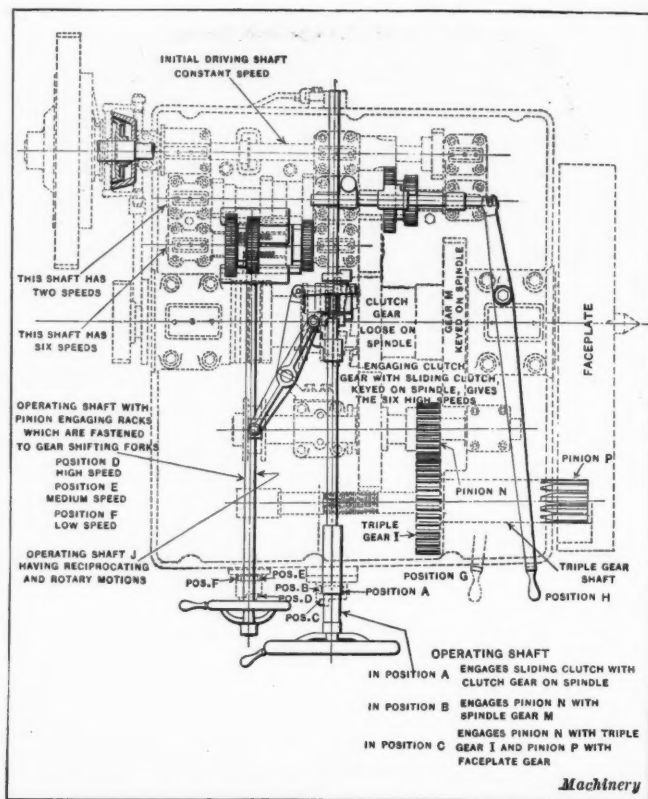 INITIAL DRIVING SHAFT
CONSTANT SPEED
THIS SHAFT HAS
TWO SPEEDS
THIS SHAFT HAS
SIX SPEEDS
CLUTCH
GEAR
LOOSE ON
SPINDLE
GEAR M
KEYED ON SPINDLE
FACEPLATE
ENGAGING CLUTCH
GEAR WITH SLIDING CLUTCH,
KEYED ON SPINDLE, GIVES
THE SIX HIGH SPEEDS
OPERATING SHAFT WITH
PINION ENGAGING RACKS
WHICH ARE FASTENED
TO GEAR SHIFTING FORKS
POSITION D
HIGH SPEED
POSITION E
MEDIUM SPEED
POSITION F
LOW SPEED
OPERATING SHAFT J
HAVING RECIPROCATING
AND ROTARY MOTIONS
PINION P
PINION N
TRIPLE
GEAR I
TRIPLE GEAR
SHAFT
POSITION G
POSITION H
POS.F
POS.E
POS.B
POS.D
POS.C
POSITION A
OPERATING SHAFT
IN POSITION A ENGAGES SLIDING CLUTCH WITH
CLUTCH GEAR ON SPINDLE
IN POSITION B ENGAGES PINION N WITH
SPINDLE GEAR M
IN POSITION C ENGAGES PINION N WITH TRIPLE
GEAR I AND PINION P WITH
FACEPLATE GEAR
Machinery